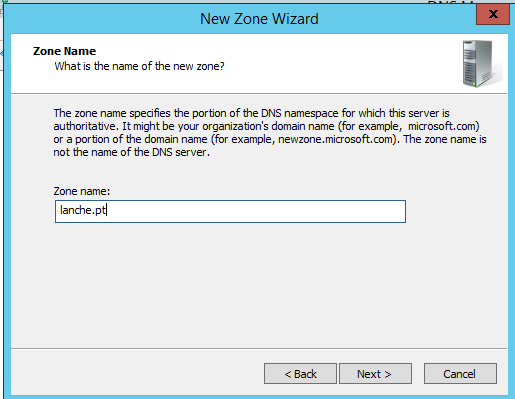 New Zone Wizard
x
Zone Name
What is the name of the new zone?
The zone name specifies the portion of the DNS namespace for which this server is
authoritative. It might be your organization's domain name (for example, microsoft.com)
or a portion of the domain name (for example, newzone.microsoft.com). The zone name is
not the name of the DNS server.
Zone name:
lanche.pt
< Back Next > Cancel